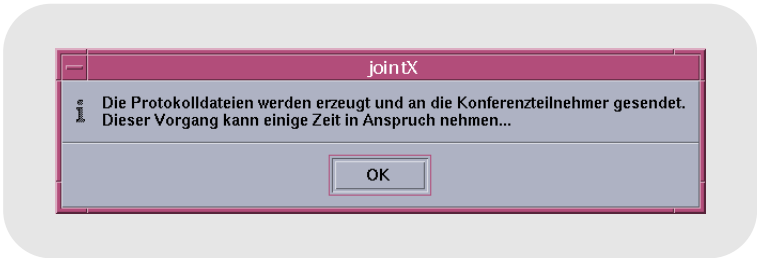 jointX
Die Protokolldateien werden erzeugt und an die Konferenzteilnehmer gesendet.
Dieser Vorgang kann einige Zeit in Anspruch nehmen...
OK